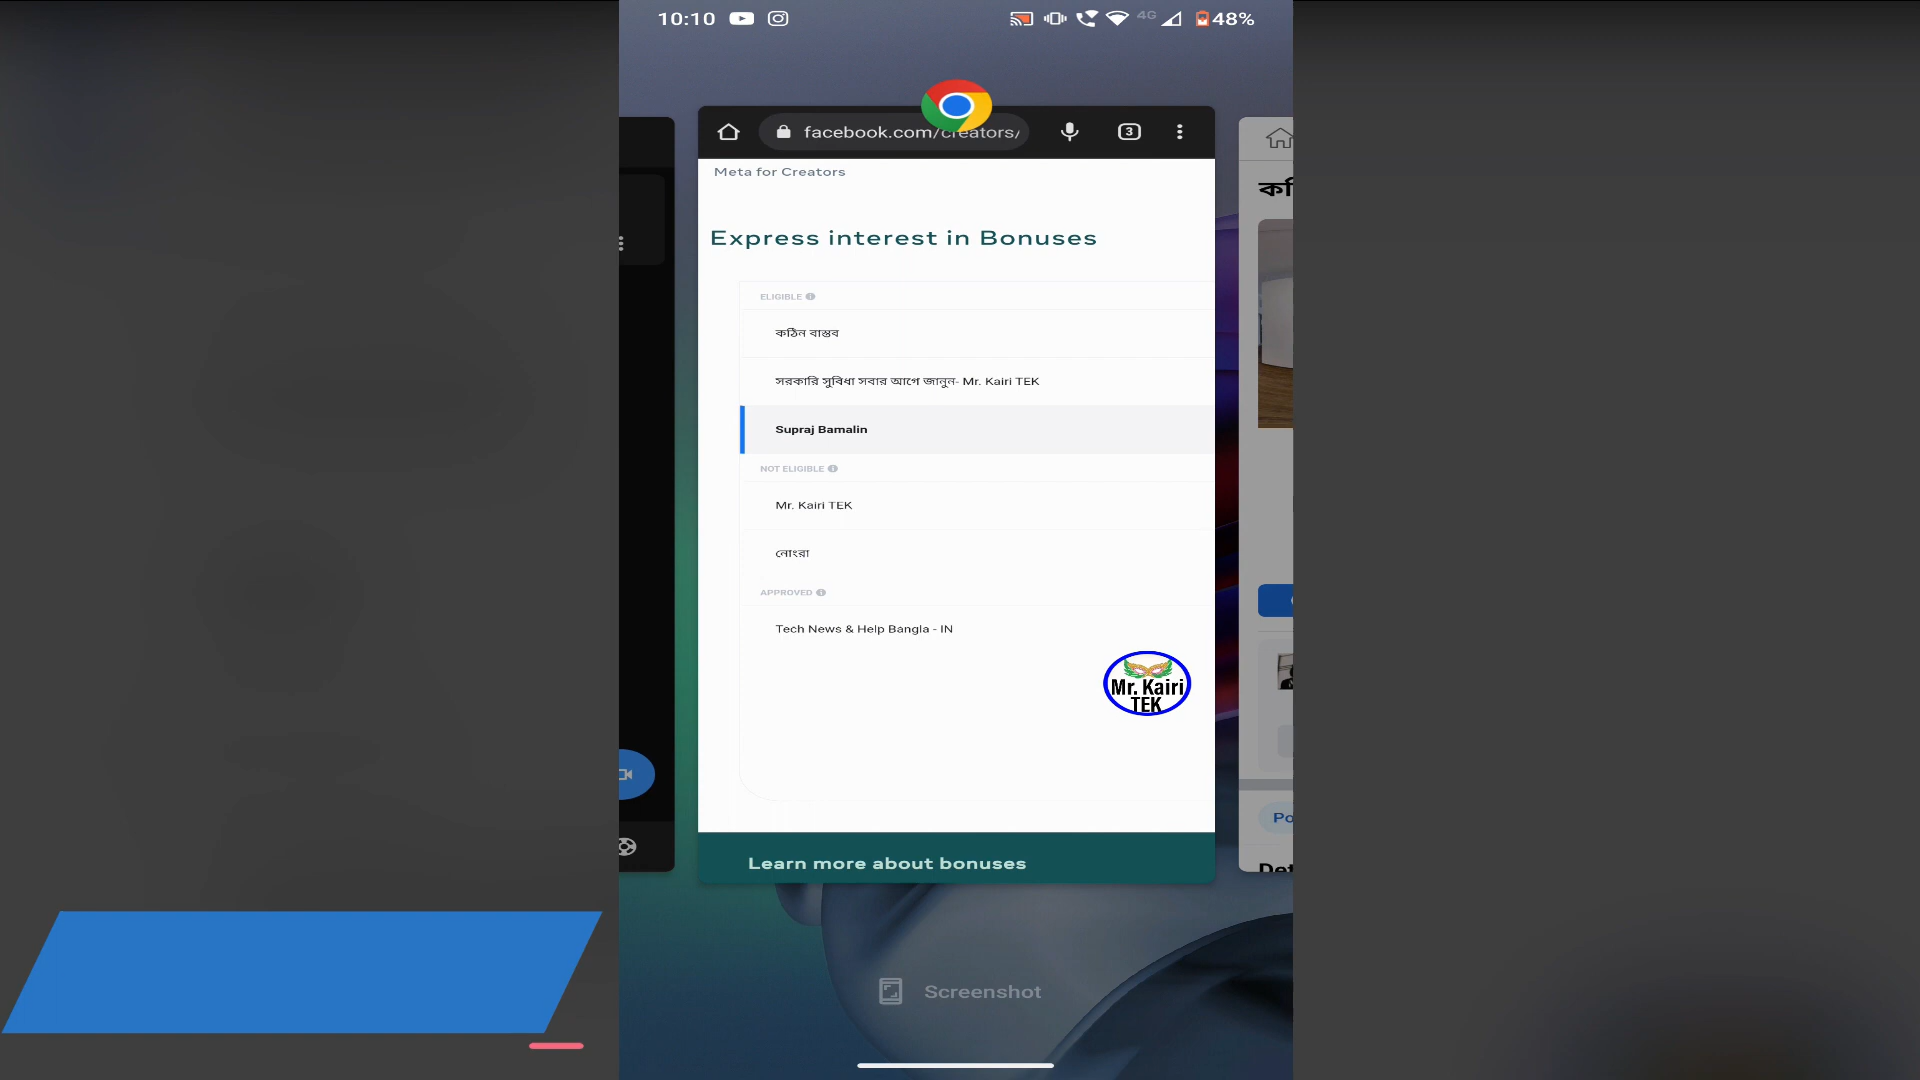 10:10
4G
48%
facebook.com/creators/
3
Meta for Creators
Express interest in Bonuses
ELIGIBLE
কঠিন বাস্তব
সরকারি সুবিধা সবার আগে জানুন- Mr. Kairi TEK
Supraj Bamalin
NOT ELIGIBLE
Mr. Kairi TEK
নোংরা
APPROVED
Tech News & Help Bangla - IN
Mr. Kairi
TEK
Learn more about bonuses
Screenshot